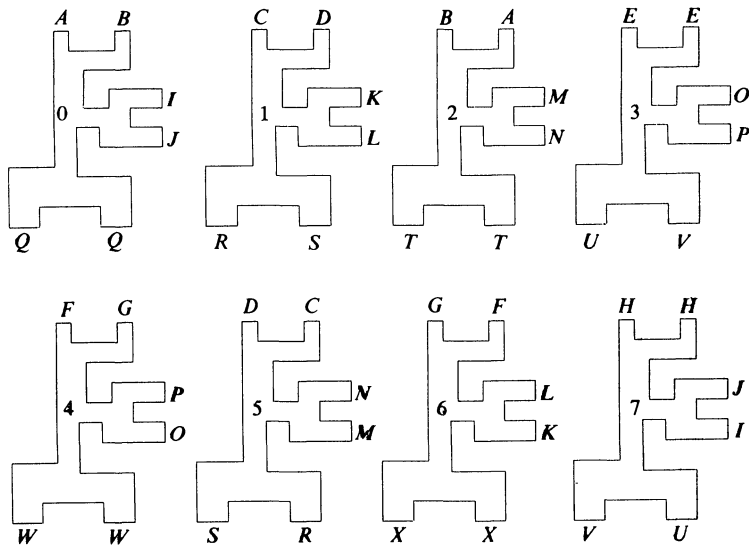 A B C D B A E E
I K M O
0 1 2 3
J L N P
Q Q R S T T U V
F G D C G F H H
P N L J
4 5 6 7
O M K I
W W S R X X V U